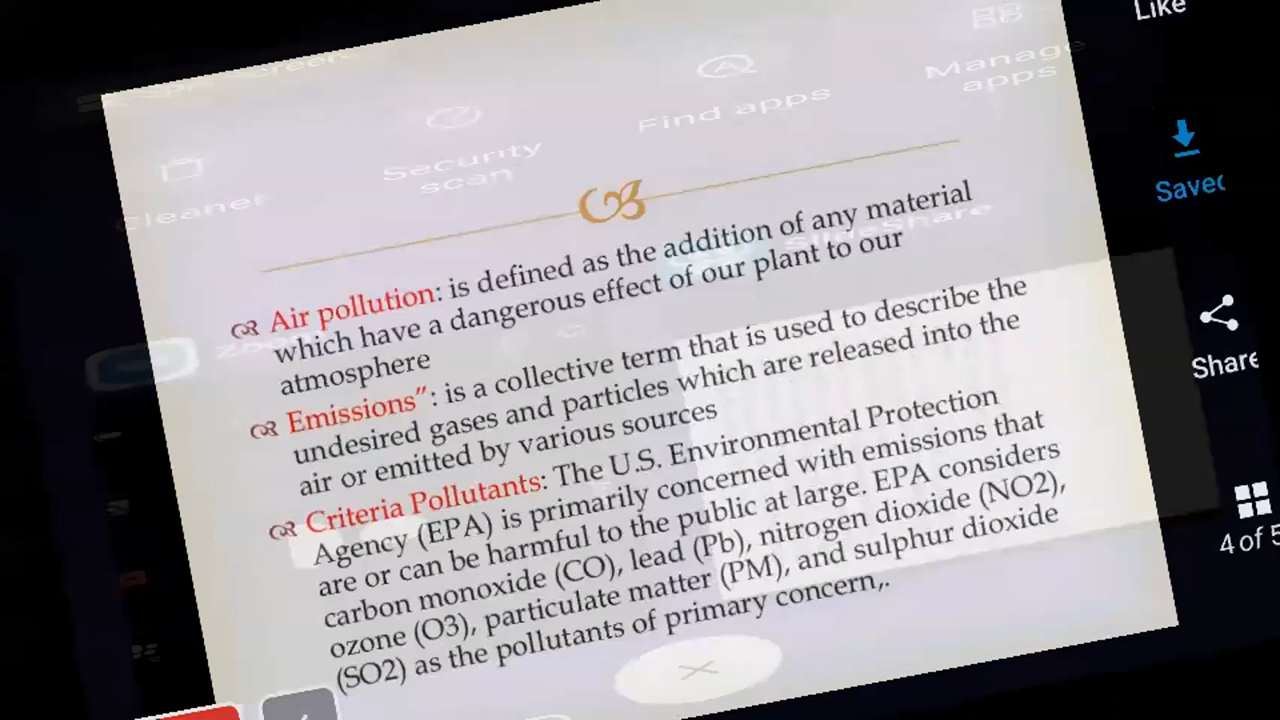 Like
Manage
apps
Find apps
Security
scan
Cleaner
Saved
slideshare
Air pollution: is defined as the addition of any material
which have a dangerous effect of our plant to our
atmosphere
Emissions”: is a collective term that is used to describe the
undesired gases and particles which are released into the
air or emitted by various sources
Criteria Pollutants: The U.S. Environmental Protection
Agency (EPA) is primarily concerned with emissions that
are or can be harmful to the public at large. EPA considers
carbon monoxide (CO), lead (Pb), nitrogen dioxide (NO2),
ozone (O3), particulate matter (PM), and sulphur dioxide
(SO2) as the pollutants of primary concern,.
Share
4 of 5